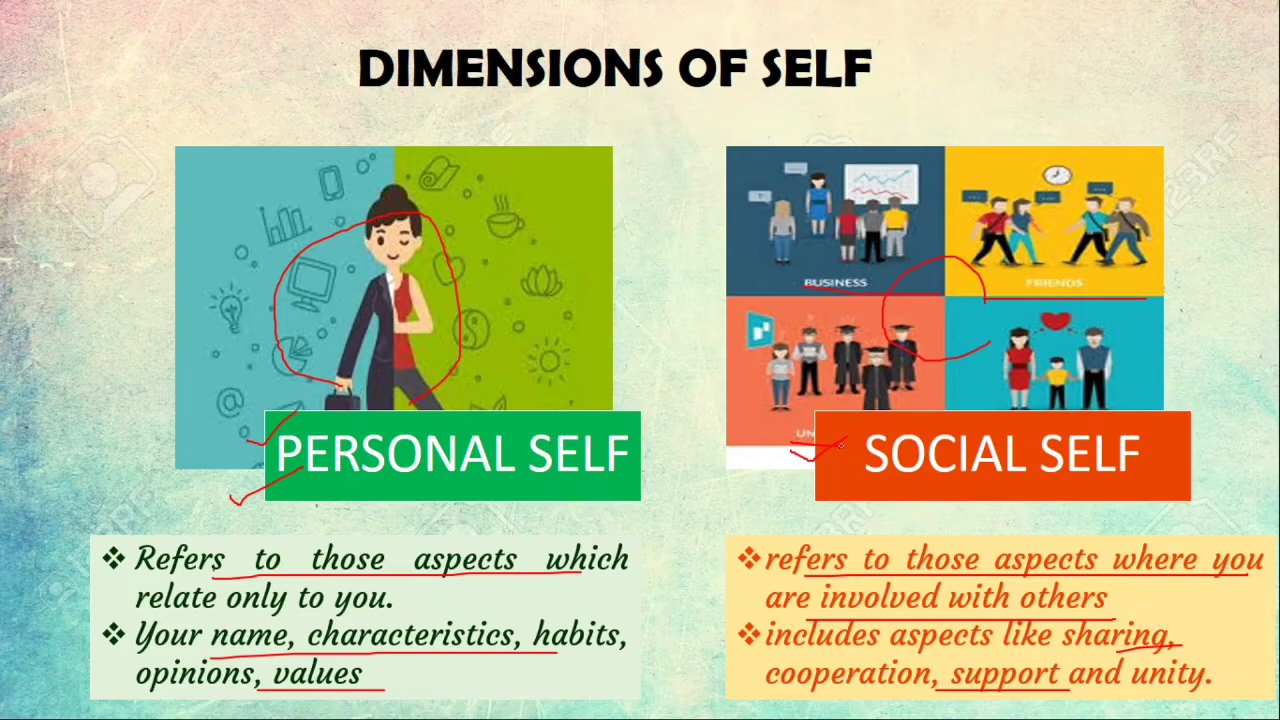 DIMENSIONS OF SELF
BUSINESS
FRIENDS
PERSONAL SELF
SOCIAL SELF
❖ Refers to those aspects which
relate only to you.
❖ Your name, characteristics, habits,
opinions, values
❖ refers to those aspects where you
are involved with others
❖ includes aspects like sharing,
cooperation, support and unity.
123RF